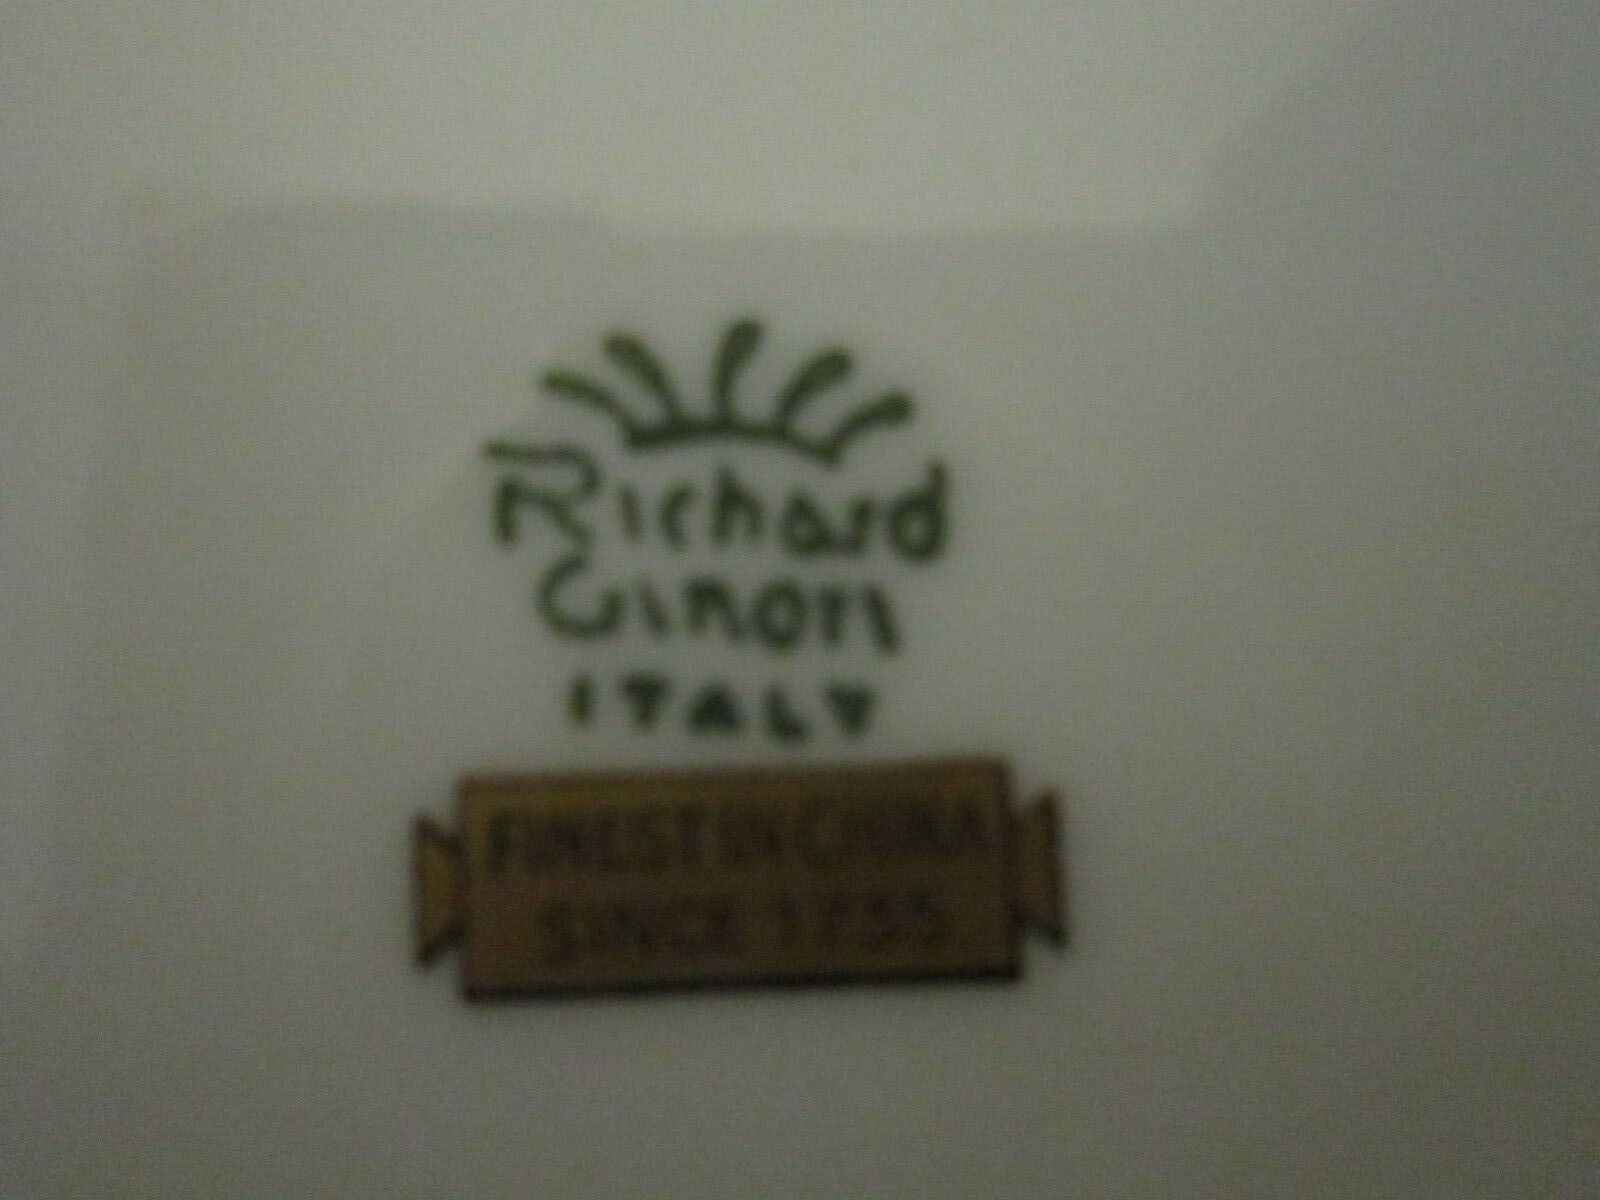 Richard
Ginori
ITALY
FINEST IN CHINA
SINCE 1735